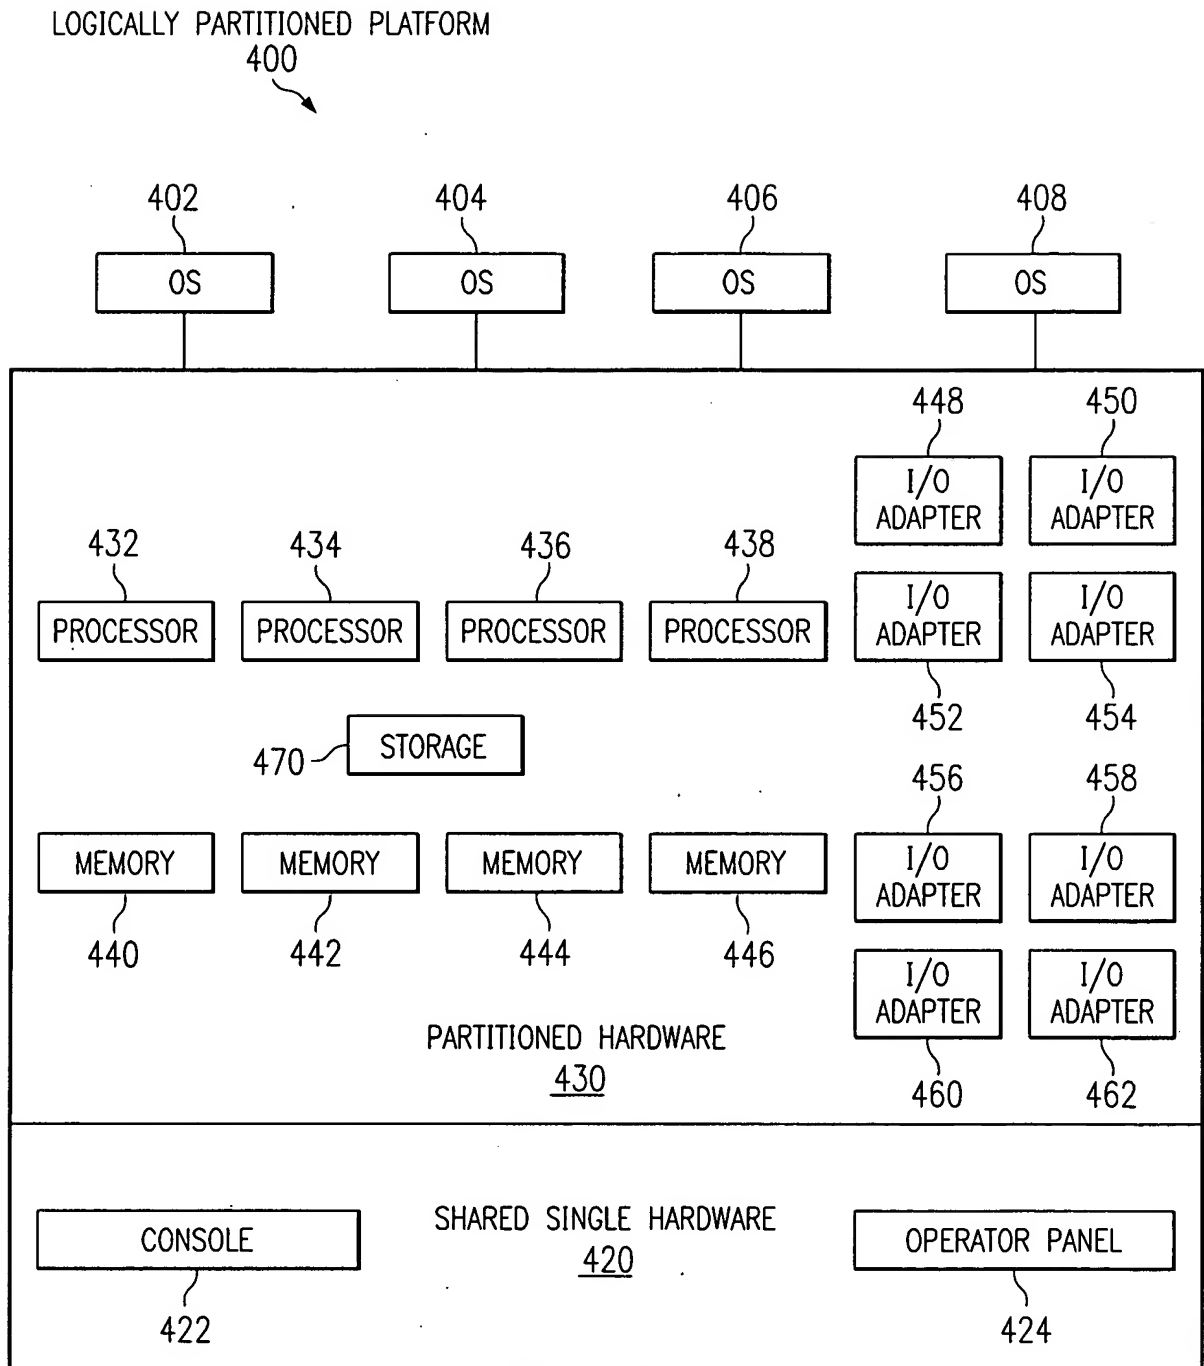 LOGICALLY PARTITIONED PLATFORM
400
402
404
406
408
OS
OS
OS
OS
448
450
I/O
ADAPTER
I/O
ADAPTER
432
434
436
438
PROCESSOR
PROCESSOR
PROCESSOR
PROCESSOR
I/O
ADAPTER
I/O
ADAPTER
452
454
470
STORAGE
456
458
MEMORY
MEMORY
MEMORY
MEMORY
I/O
ADAPTER
I/O
ADAPTER
440
442
444
446
I/O
ADAPTER
I/O
ADAPTER
460
462
PARTITIONED HARDWARE
430
CONSOLE
SHARED SINGLE HARDWARE
420
OPERATOR PANEL
422
424